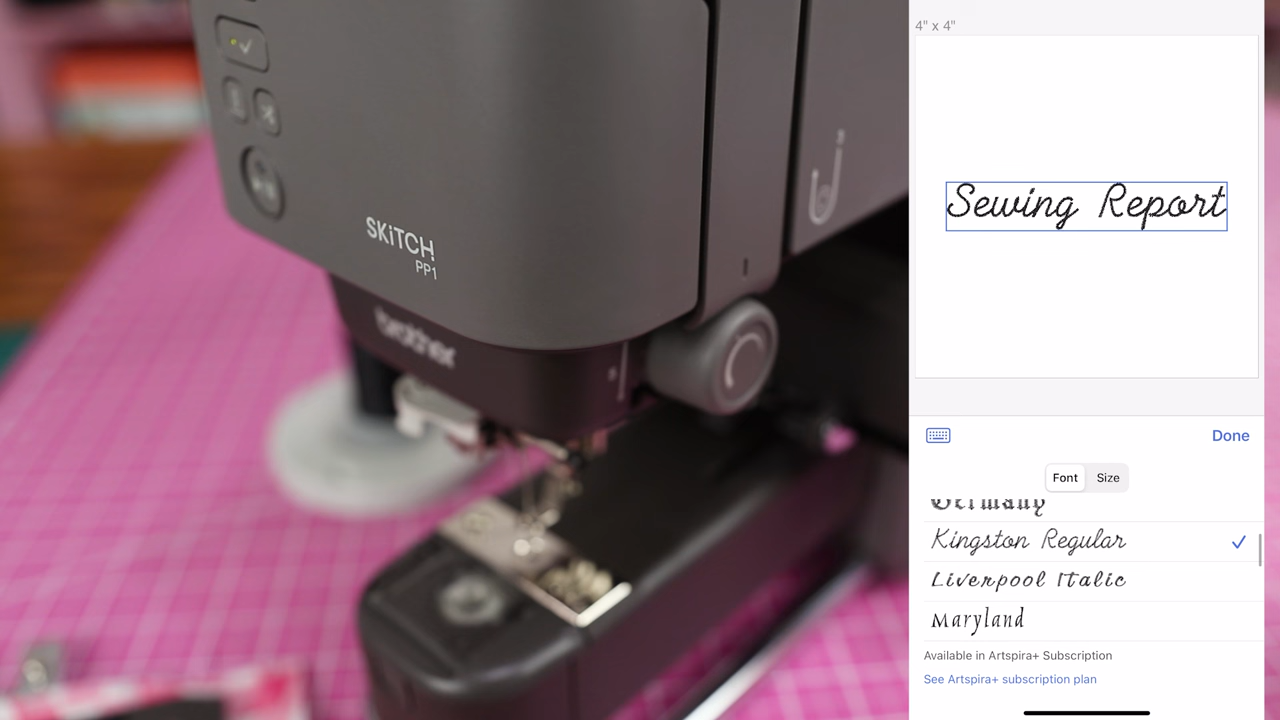 SKiTCH
PP1
brother
4" x 4"
Sewing Report
Done
Font
Size
Germany
Kingston Regular
Liverpool Italic
Maryland
Available in Artspira+ Subscription
See Artspira+ subscription plan